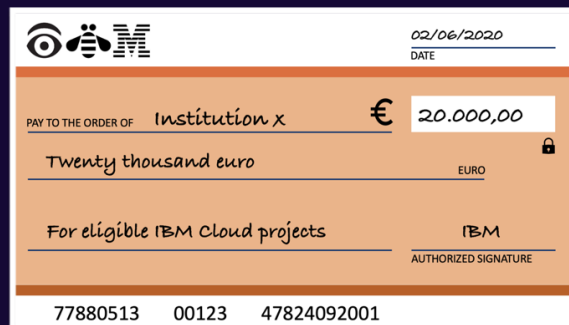 M 02/06/2020
DATE
PAY TO THE ORDER OF Institution x € 20.000,00
Twenty thousand euro EURO
For eligible IBM Cloud projects IBM
AUTHORIZED SIGNATURE
77880513 00123 47824092001